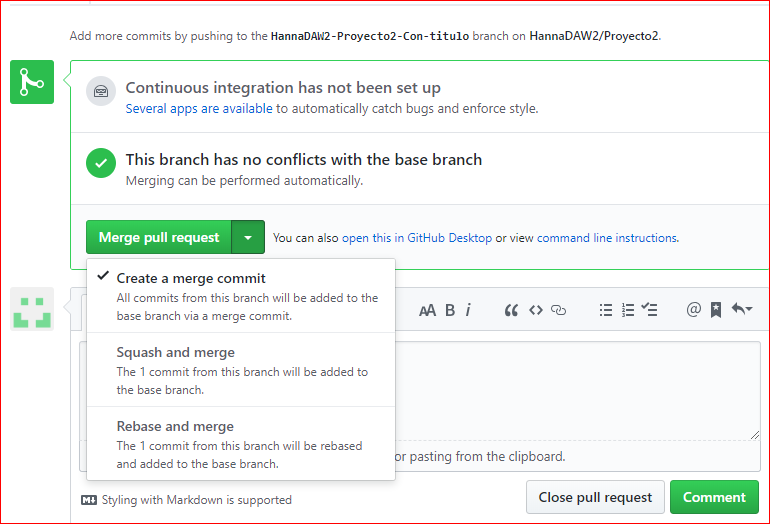 Add more commits by pushing to the HannaDAW2-Proyecto2-Con-titulo branch on HannaDAW2/Proyecto2.
Continuous integration has not been set up
Several apps are available to automatically catch bugs and enforce style.
This branch has no conflicts with the base branch
Merging can be performed automatically.
Merge pull request
You can also open this in GitHub Desktop or view command line instructions.
Create a merge commit
All commits from this branch will be added to the
base branch via a merge commit.
AA B i
Squash and merge
The 1 commit from this branch will be added to
the base branch.
Rebase and merge
The 1 commit from this branch will be rebased
and added to the base branch.
or pasting from the clipboard.
Styling with Markdown is supported
Close pull request
Comment